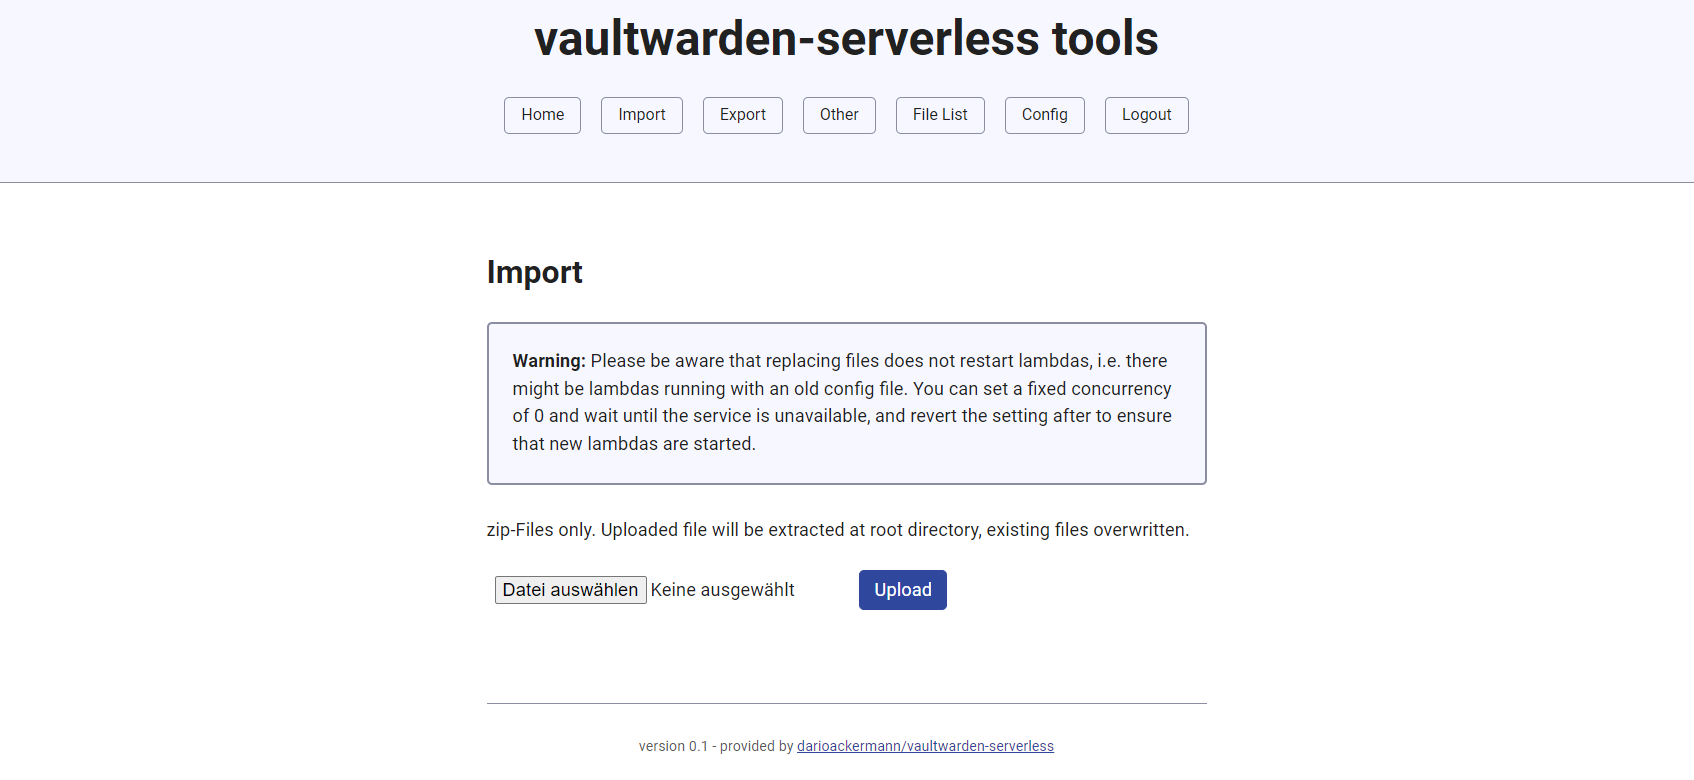 vaultwarden-serverless tools
Home Import Export Other File List Config Logout
Import
Warning: Please be aware that replacing files does not restart lambdas, i.e. there
might be lambdas running with an old config file. You can set a fixed concurrency
of 0 and wait until the service is unavailable, and revert the setting after to ensure
that new lambdas are started.
zip-Files only. Uploaded file will be extracted at root directory, existing files overwritten.
Datei auswählen Keine ausgewählt Upload
version 0.1 - provided by darioackermann/vaultwarden-serverless